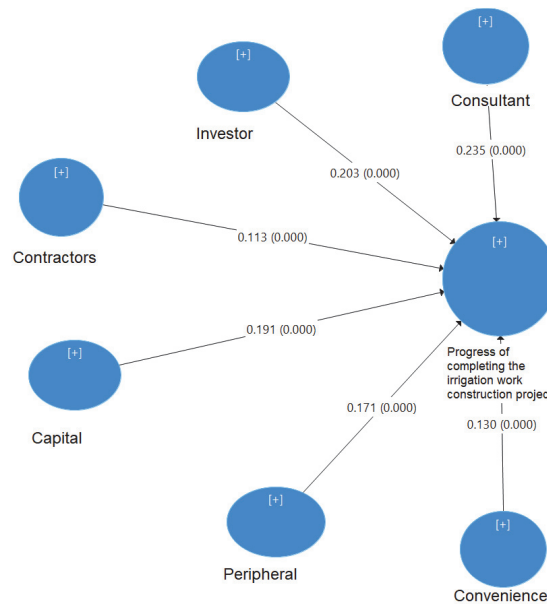 [+]
Consultant
[+]
Investor
0.235 (0.000)
0.203 (0.000)
[+]
Contractors
0.113 (0.000)
[+]
0.191 (0.000)
[+]
Capital
Progress of
completing the
irrigation work
construction projec
0.171 (0.000)
0.130 (0.000)
[+]
Peripheral
[+]
Convenience